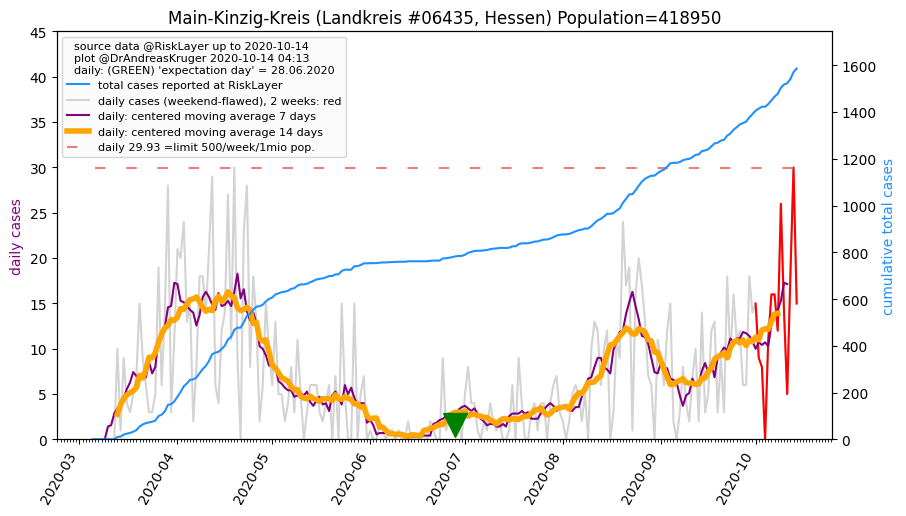 Main-Kinzig-Kreis (Landkreis #06435, Hessen) Population=418950
source data @RiskLayer up to 2020-10-14
plot @DrAndreasKruger 2020-10-14 04:13
daily: (GREEN) 'expectation day' = 28.06.2020
total cases reported at RiskLayer
daily cases (weekend-flawed), 2 weeks: red
daily: centered moving average 7 days
daily: centered moving average 14 days
daily 29.93 =limit 500/week/1mio pop.
daily cases
45
40
35
30
25
20
15
10
5
0
cumulative total cases
1600
1400
1200
1000
800
600
400
200
0
2020-03
2020-04
2020-05
2020-06
2020-07
2020-08
2020-09
2020-10